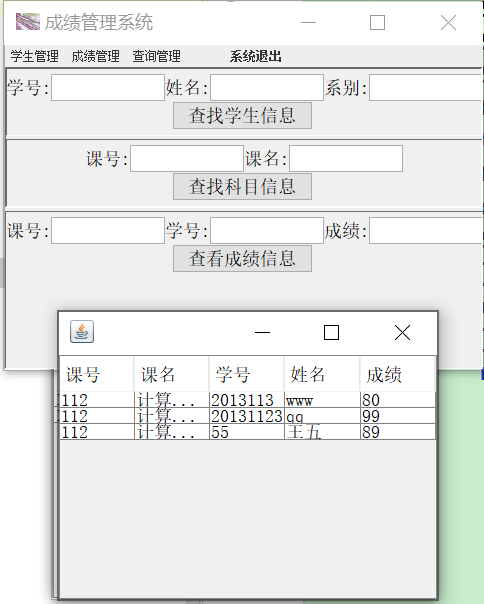 成绩管理系统
学生管理 成绩管理 查询管理 系统退出
学号: 姓名: 系别:
查找学生信息
课号: 课名:
查找科目信息
课号: 学号: 成绩:
查看成绩信息
课号 课名 学号 姓名 成绩
112 计算... 2013113 www 80
112 计算... 20131123 qq 99
112 计算... 55 王五 89